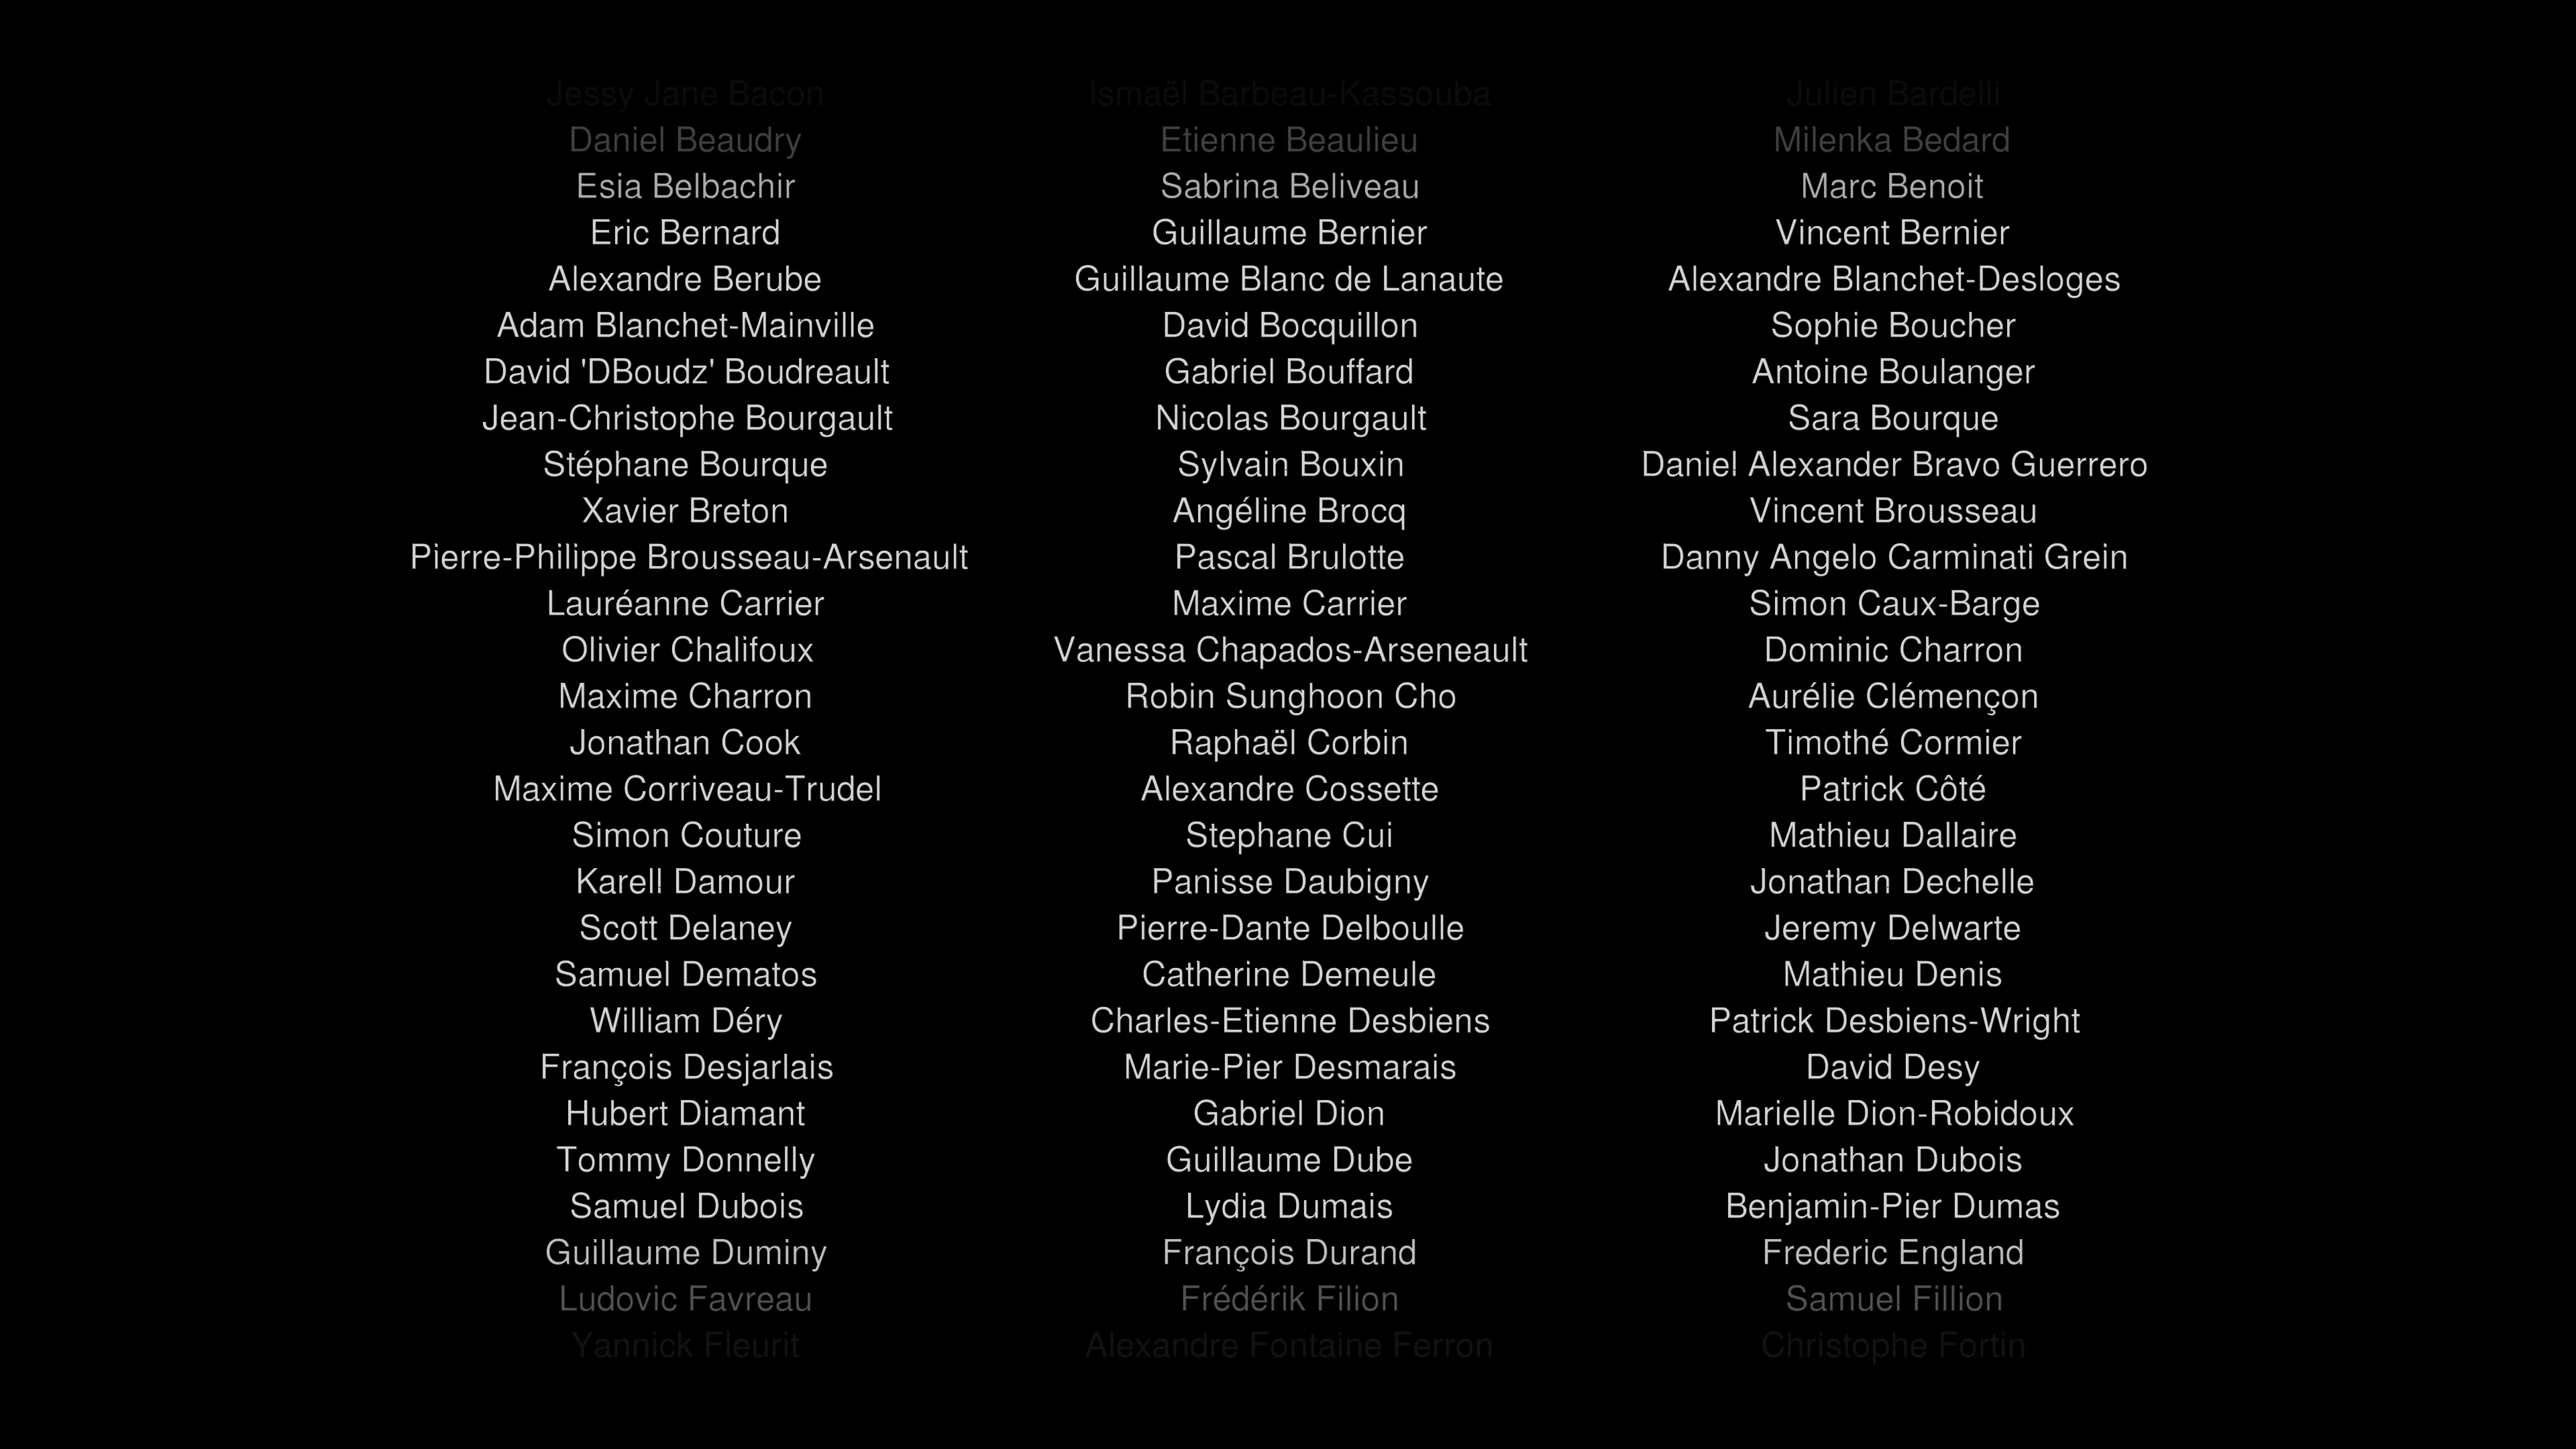 Jessy Jane Bacon Ismaël Barbeau-Kassouba Julien Bardelli
Daniel Beaudry Etienne Beaulieu Milenka Bedard
Esia Belbachir Sabrina Beliveau Marc Benoit
Eric Bernard Guillaume Bernier Vincent Bernier
Alexandre Berube Guillaume Blanc de Lanaute Alexandre Blanchet-Desloges
Adam Blanchet-Mainville David Bocquillon Sophie Boucher
David 'DBoudz' Boudreault Gabriel Bouffard Antoine Boulanger
Jean-Christophe Bourgault Nicolas Bourgault Sara Bourque
Stéphane Bourque Sylvain Bouxin Daniel Alexander Bravo Guerrero
Xavier Breton Angéline Brocq Vincent Brousseau
Pierre-Philippe Brousseau-Arsenault Pascal Brulotte Danny Angelo Carminati Grein
Lauréanne Carrier Maxime Carrier Simon Caux-Barge
Olivier Chalifoux Vanessa Chapados-Arseneault Dominic Charron
Maxime Charron Robin Sunghoon Cho Aurélie Clémençon
Jonathan Cook Raphaël Corbin Timothé Cormier
Maxime Corriveau-Trudel Alexandre Cossette Patrick Côté
Simon Couture Stephane Cui Mathieu Dallaire
Karell Damour Panisse Daubigny Jonathan Dechelle
Scott Delaney Pierre-Dante Delboulle Jeremy Delwarte
Samuel Dematos Catherine Demeule Mathieu Denis
William Déry Charles-Etienne Desbiens Patrick Desbiens-Wright
François Desjarlais Marie-Pier Desmarais David Desy
Hubert Diamant Gabriel Dion Marielle Dion-Robidoux
Tommy Donnelly Guillaume Dube Jonathan Dubois
Samuel Dubois Lydia Dumais Benjamin-Pier Dumas
Guillaume Duminy François Durand Frederic England
Ludovic Favreau Frédérik Filion Samuel Fillion
Yannick Fleurit Alexandre Fontaine Ferron Christophe Fortin